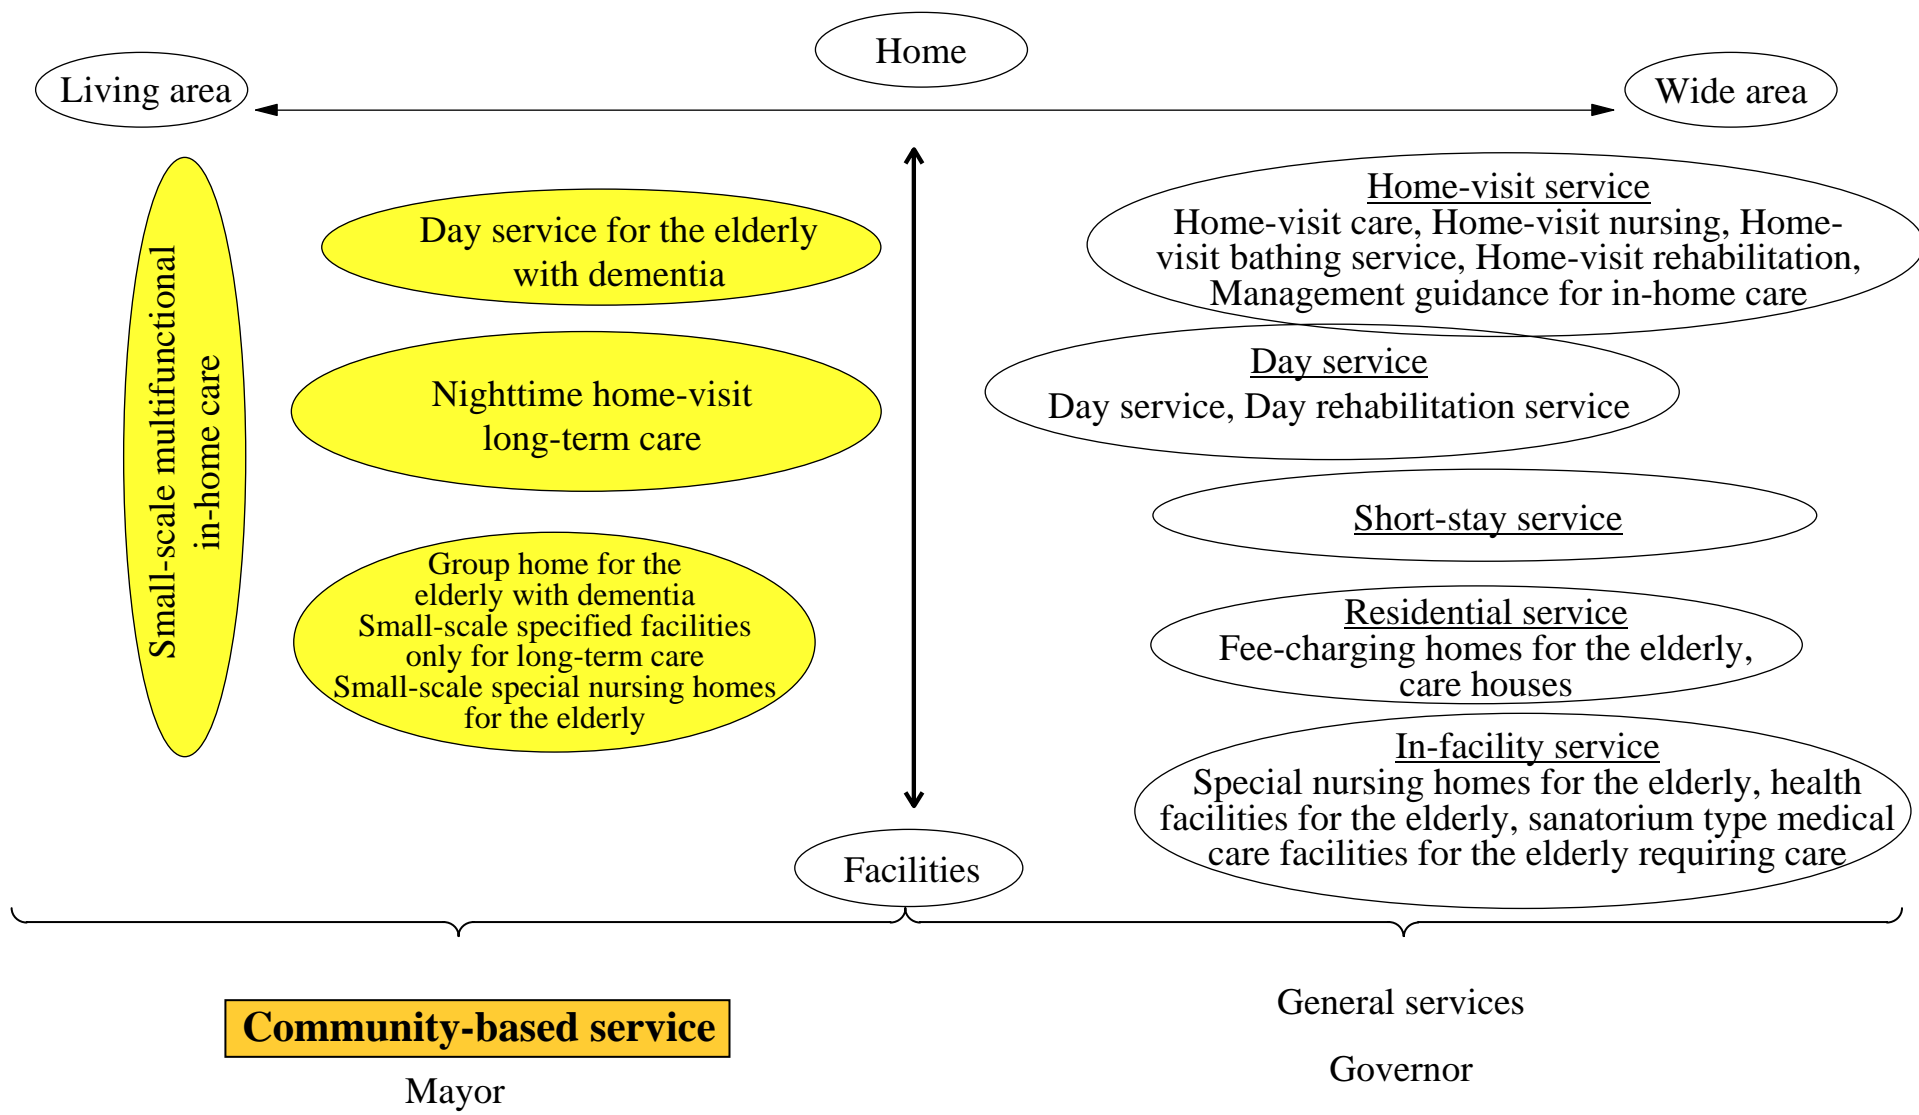 Home
Living area
Wide area
Small-scale multifunctional
in-home care
Day service for the elderly
with dementia
Nighttime home-visit
long-term care
Group home for the
elderly with dementia
Small-scale specified facilities
only for long-term care
Small-scale special nursing homes
for the elderly
Home-visit service
Home-visit care, Home-visit nursing, Home-
visit bathing service, Home-visit rehabilitation,
Management guidance for in-home care
Day service
Day service, Day rehabilitation service
Short-stay service
Residential service
Fee-charging homes for the elderly,
care houses
In-facility service
Special nursing homes for the elderly, health
facilities for the elderly, sanatorium type medical
care facilities for the elderly requiring care
Facilities
Community-based service
Mayor
General services
Governor